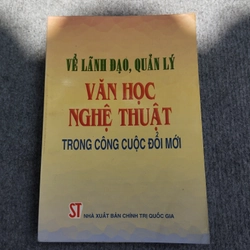 VỀ LÃNH ĐẠO, QUẢN LÝ
VĂN HỌC
NGHỆ THUẬT
TRONG CÔNG CUỘC ĐỔI MỚI
ST NHÀ XUẤT BẢN CHÍNH TRỊ QUỐC GIA